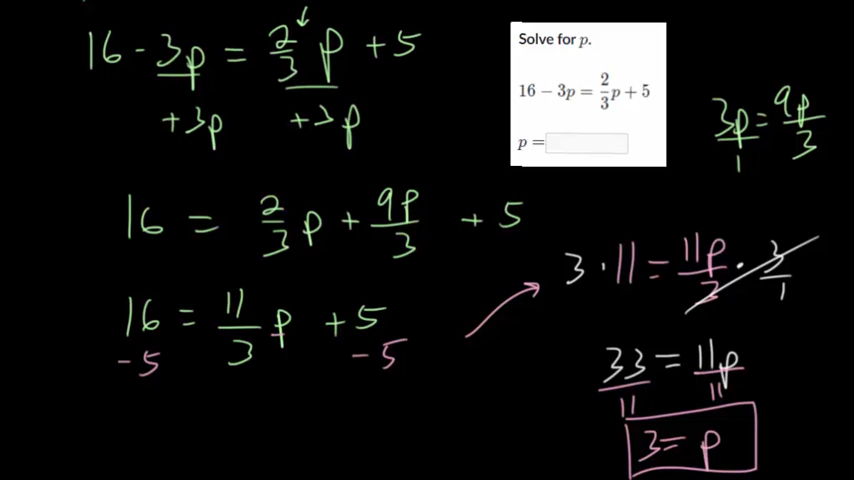 16 - 3p = 2/3 p + 5
+3p +3p
16 = 2/3 p + 9p/3 + 5
16 = 11/3 p + 5
-5 -5
Solve for p.
16 − 3p = 2/3 p + 5
p =
3p/1 = 9p/3
3 · 11 = 11p/3 · 3/1
33/11 = 11p/11
3 = p